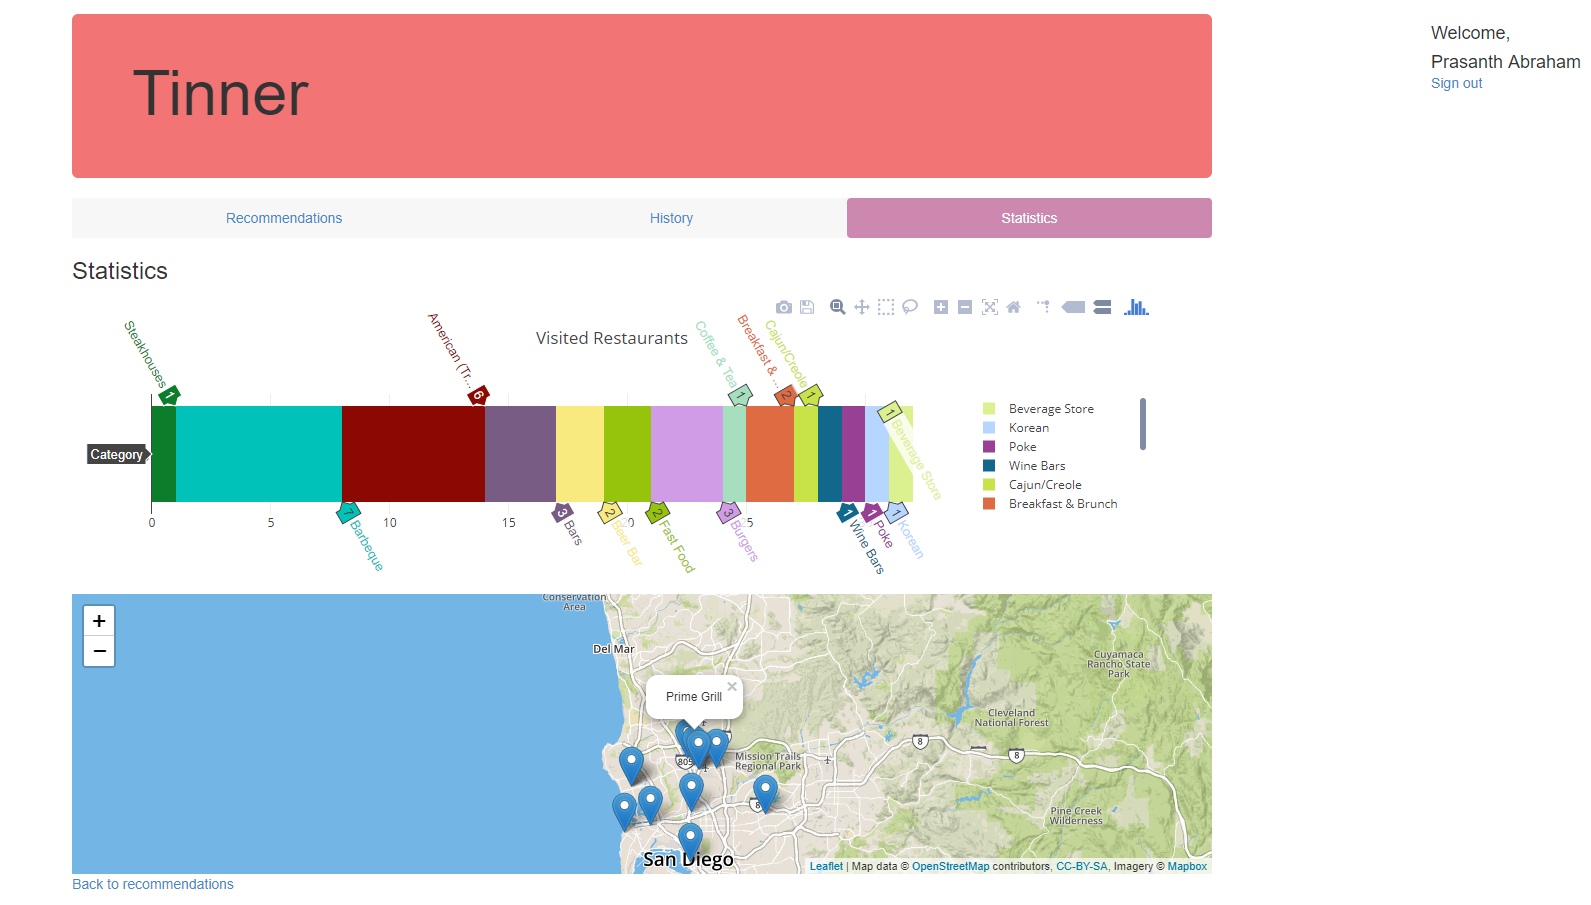 Tinner
Welcome,
Prasanth Abraham
Sign out
Recommendations
History
Statistics
Statistics
Visited Restaurants
Steakhouses
1
American (Tr...
6
Coffee & Tea
1
Breakfast & ...
2
Cajun/Creole
1
1
Beverage Store
Category
0
5
10
15
20
25
7
Barbeque
3
Bars
2
Beer Bar
2
Fast Food
3
Burgers
1
Wine Bars
1
Poke
1
Korean
Beverage Store
Korean
Poke
Wine Bars
Cajun/Creole
Breakfast & Brunch
+
−
Conservation
Area
Del Mar
Prime Grill
×
805
Mission Trails
Regional Park
8
8
8
Cuyamaca
Rancho State
Park
Cleveland
National Forest
Pine Creek
Wilderness
San Diego
Leaflet | Map data © OpenStreetMap contributors, CC-BY-SA, Imagery © Mapbox
Back to recommendations